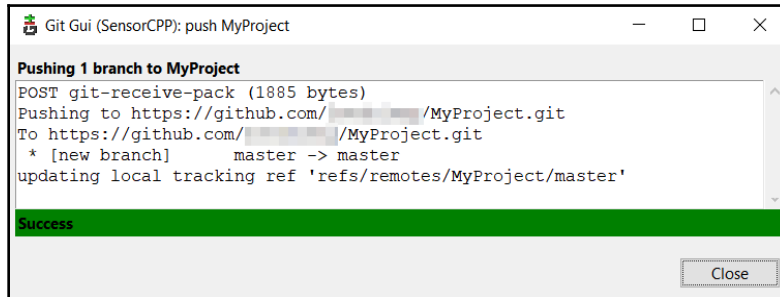 Git Gui (SensorCPP): push MyProject
Pushing 1 branch to MyProject
POST git-receive-pack (1885 bytes)
Pushing to https://github.com/ /MyProject.git
To https://github.com/ /MyProject.git
* [new branch] master -> master
updating local tracking ref 'refs/remotes/MyProject/master'
Success
Close